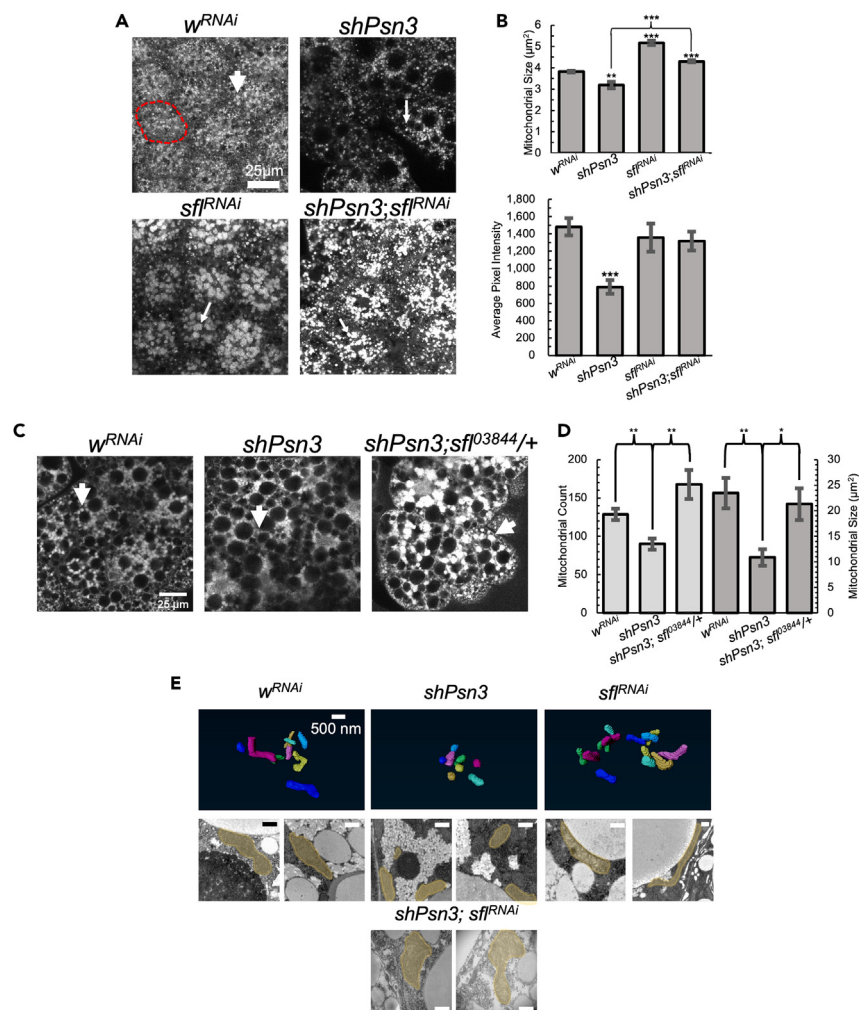 A
w^RNAi
shPsn3
25µm
sfl^RNAi
shPsn3;sfl^RNAi
B
Mitochondrial Size (µm²)
6
5
4
3
2
1
0
***
**
***
***
w^RNAi
shPsn3
sfl^RNAi
shPsn3;sfl^RNAi
Average Pixel Intensity
1,800
1,600
1,400
1,200
1,000
800
600
400
200
0
***
w^RNAi
shPsn3
sfl^RNAi
shPsn3;sfl^RNAi
C
w^RNAi
shPsn3
shPsn3;sfl^03844/+
25 µm
D
Mitochondrial Count
200
150
100
50
0
** ** ** *
30
25
20
15
10
5
0
Mitochondrial Size (µm²)
w^RNAi
shPsn3
shPsn3; sfl^03844/+
w^RNAi
shPsn3
shPsn3; sfl^03844/+
E
w^RNAi
shPsn3
sfl^RNAi
500 nm
shPsn3; sfl^RNAi